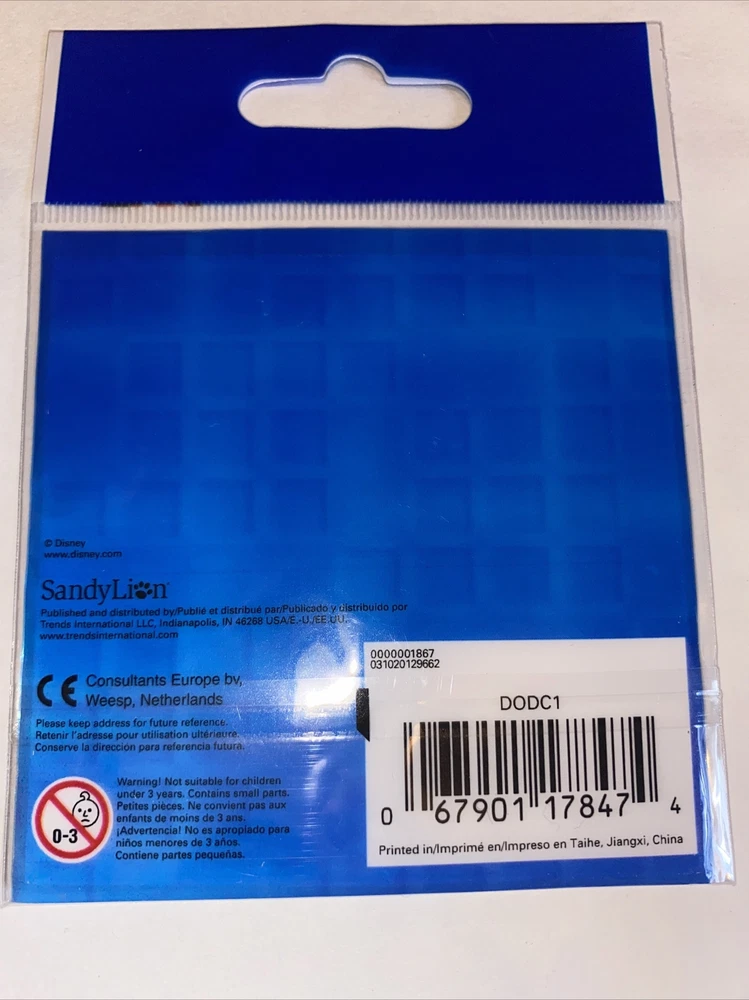 © Disney
www.disney.com
SandyLion
Published and distributed by/Publié et distribué par/Publicado y distribuido por
Trends International LLC, Indianapolis, IN 46268 USA/E.-U./EE.UU.
www.trendsinternational.com
CE Consultants Europe bv,
Weesp, Netherlands
Please keep address for future reference.
Retenir l'adresse pour utilisation ultérieure.
Conserve la dirección para referencia futura.
0-3
Warning! Not suitable for children
under 3 years. Contains small parts.
Petites pièces. Ne convient pas aux
enfants de moins de 3 ans.
¡Advertencia! No es apropiado para
niños menores de 3 años.
Contiene partes pequeñas.
0000001867
031020129662
DODC1
0 67901 17847 4
Printed in/Imprimé en/Impreso en Taihe, Jiangxi, China